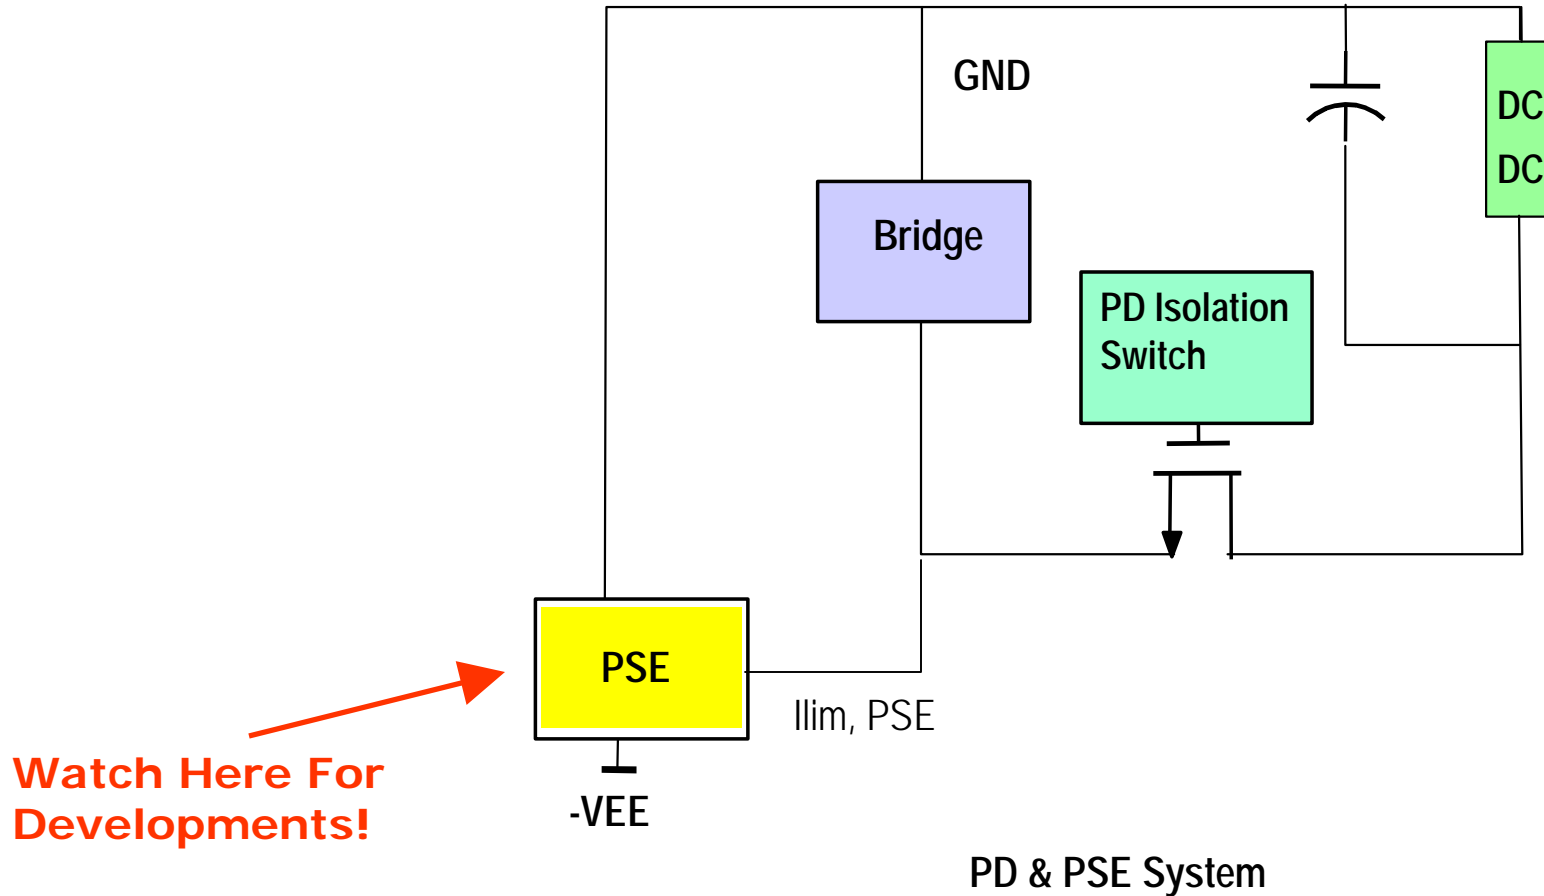 GND
DC
DC
Bridge
PD Isolation
Switch
PSE
Ilim, PSE
Watch Here For
Developments!
-VEE
PD & PSE System